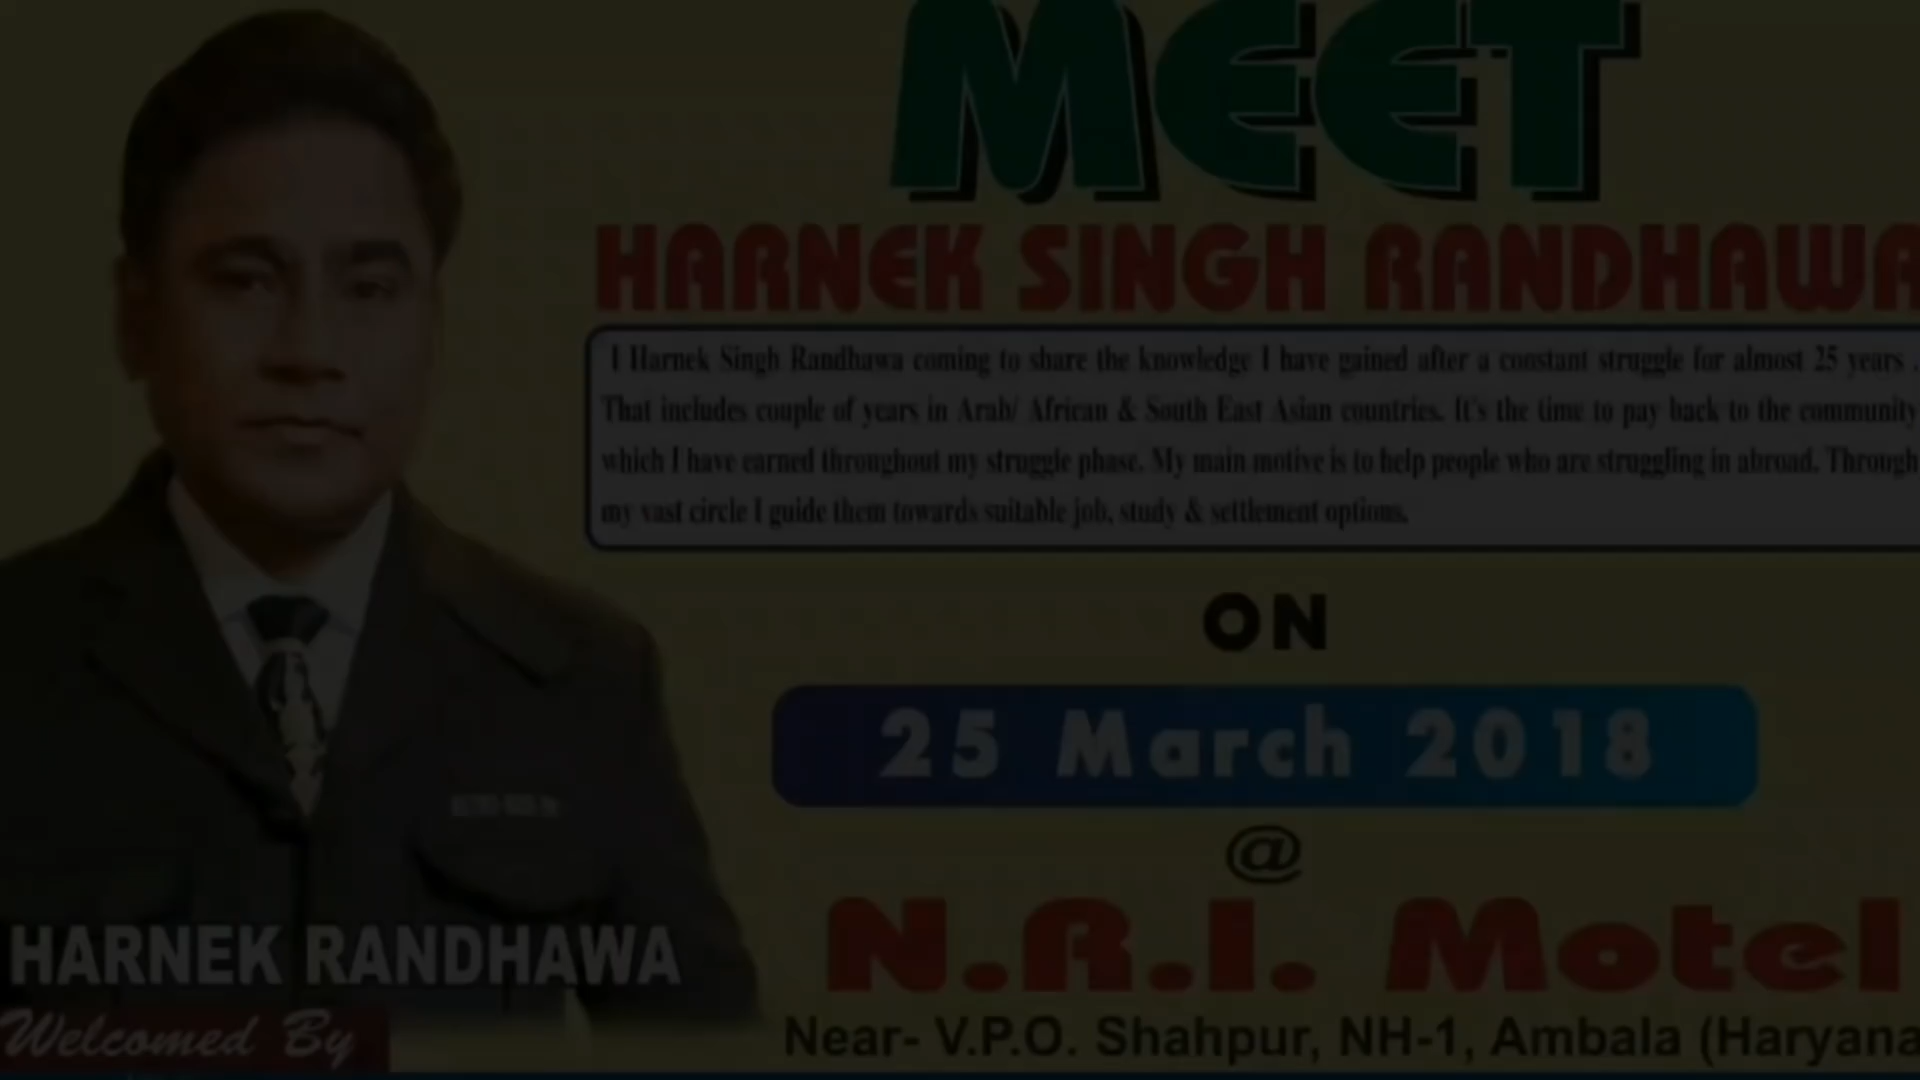 MEET
HARNEK SINGH RANDHAWA
I Harnek Singh Randhawa coming to share the knowledge I have gained after a constant struggle for almost 25 years .
That includes couple of years in Arab/ African & South East Asian countries. It's the time to pay back to the community
which I have earned throughout my struggle phase. My main motive is to help people who are struggling in abroad. Through
my vast circle I guide them towards suitable job, study & settlement options.
ON
25 March 2018
@
N.R.I. Motel
Near- V.P.O. Shahpur, NH-1, Ambala (Haryana
HARNEK RANDHAWA
Welcomed By